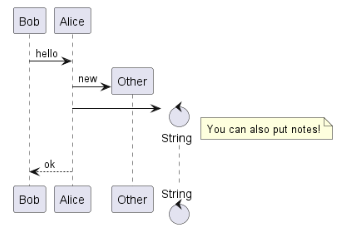 Bob Alice
hello
new
Other
String
You can also put notes!
ok
String
Bob Alice Other